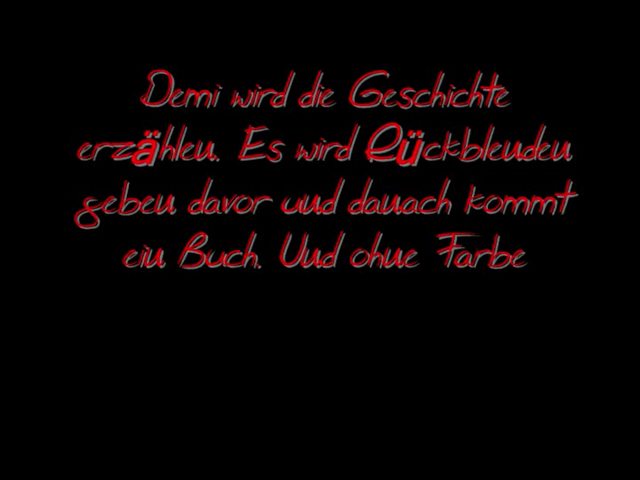 Demi wird die Geschichte
erzählen. Es wird Rückblenden
geben davor und danach kommt
ein Buch. Und ohne Farbe